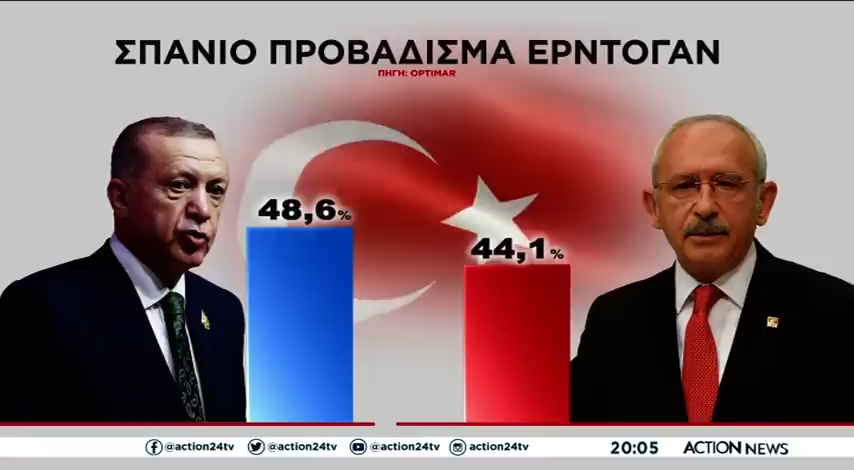 ΣΠΑΝΙΟ ΠΡΟΒΑΔΙΣΜΑ ΕΡΝΤΟΓΑΝ
ΠΗΓΗ: OPTIMAR
48,6%
44,1%
@action24tv @action24tv @action24tv action24tv 20:05 ACTION NEWS